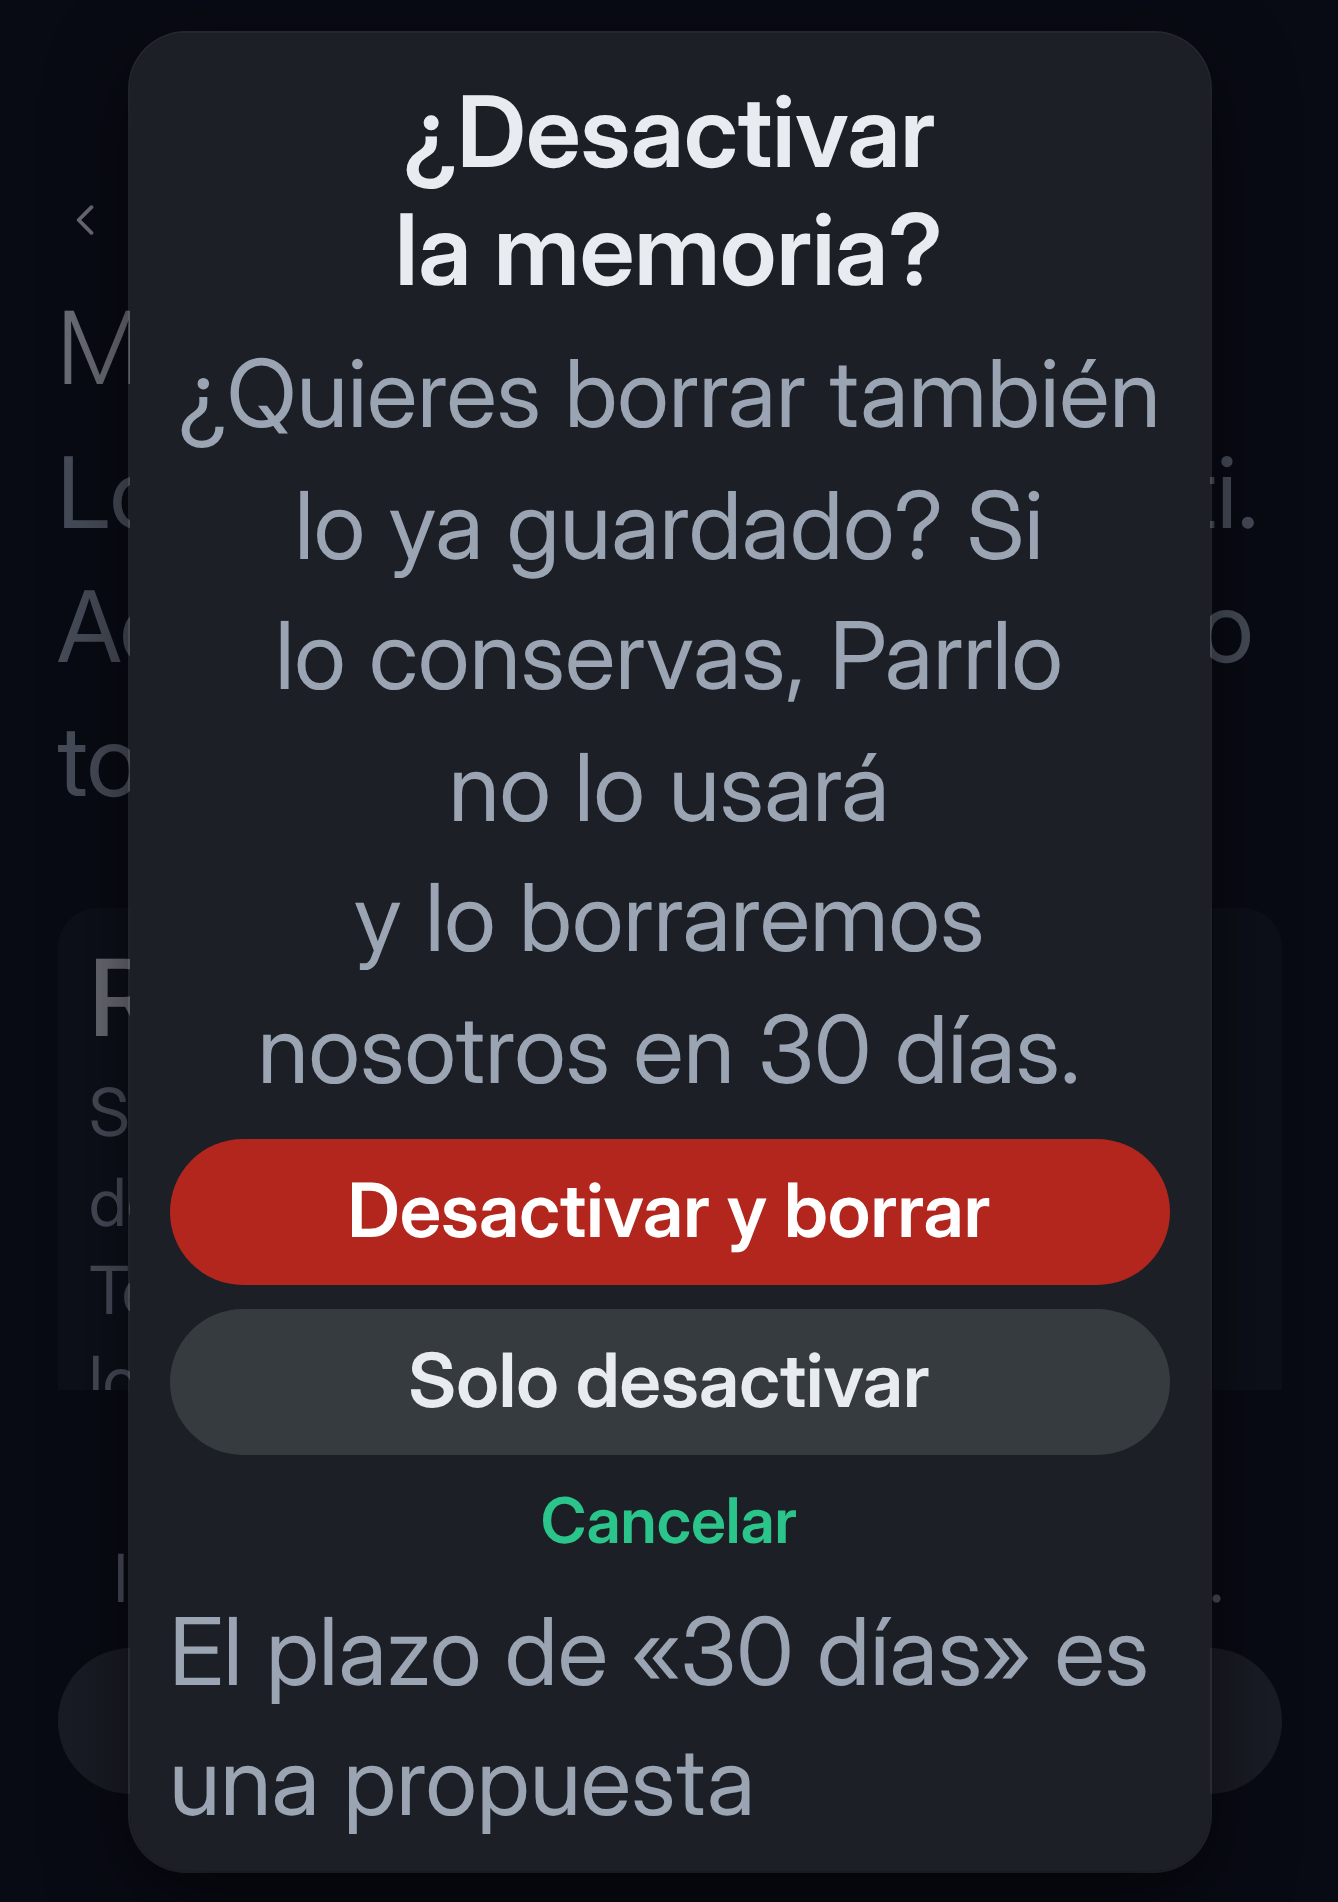 ¿Desactivar
la memoria?
¿Quieres borrar también
lo ya guardado? Si
lo conservas, Parrlo
no lo usará
y lo borraremos
nosotros en 30 días.
Desactivar y borrar
Solo desactivar
Cancelar
El plazo de «30 días» es
una propuesta